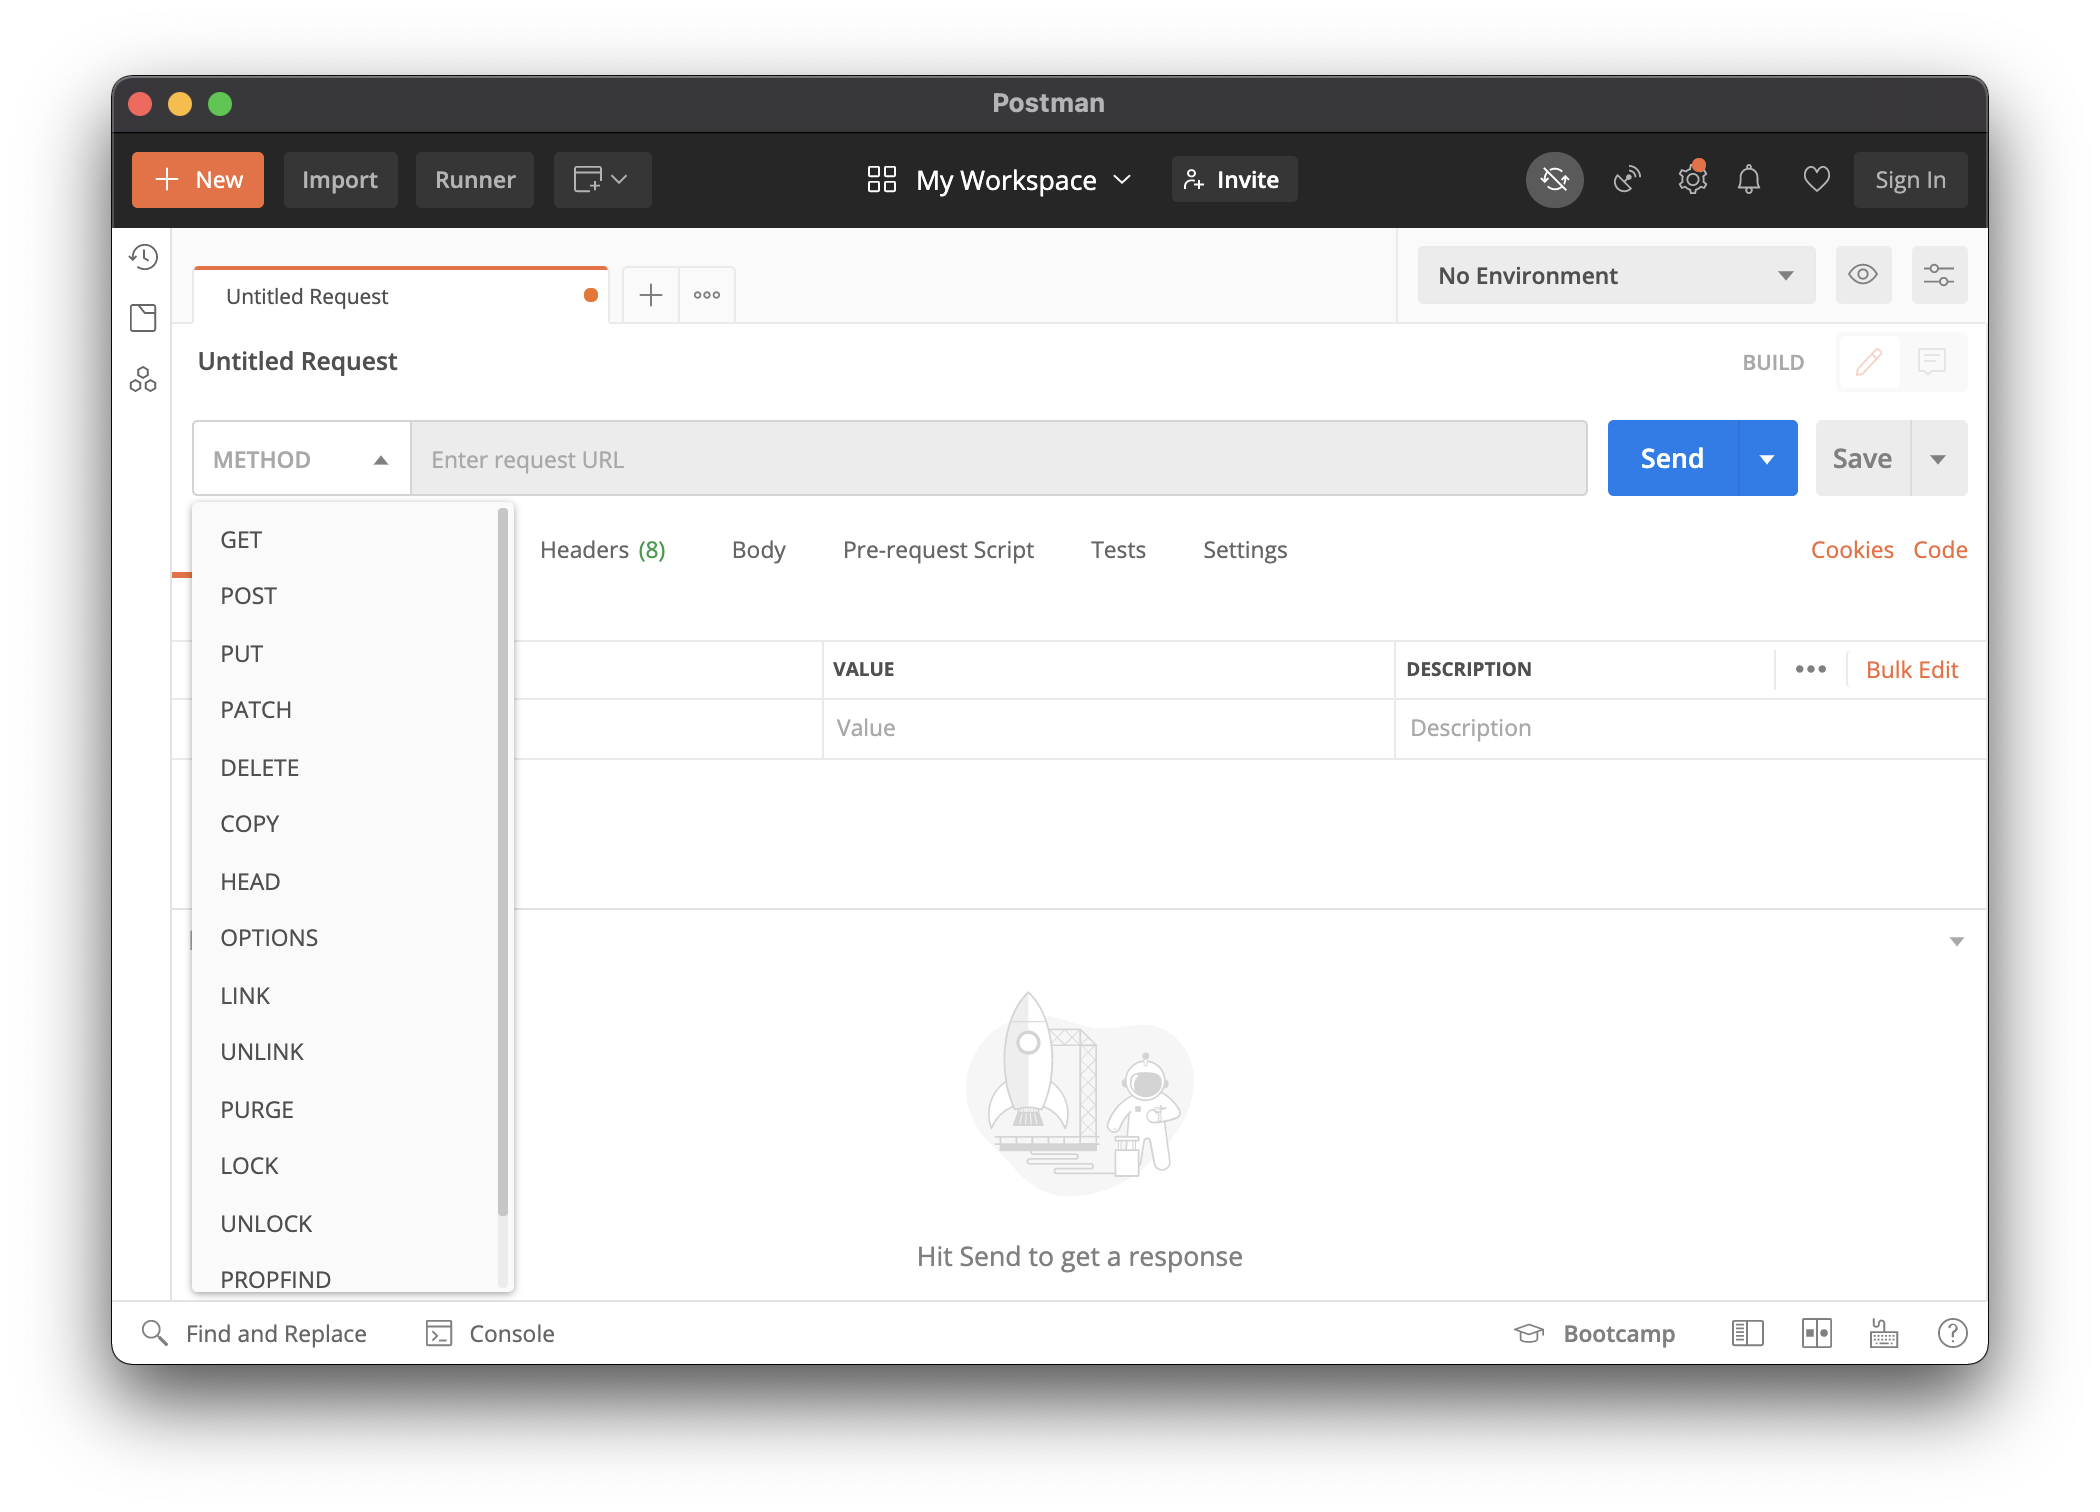 Postman
New Import Runner My Workspace Invite Sign In
Untitled Request No Environment
Untitled Request BUILD
METHOD Enter request URL Send Save
GET
Headers (8) Body Pre-request Script Tests Settings Cookies Code
POST
PUT
VALUE DESCRIPTION Bulk Edit
PATCH
Value Description
DELETE
COPY
HEAD
OPTIONS
LINK
UNLINK
PURGE
LOCK
UNLOCK
PROPFIND
Hit Send to get a response
Find and Replace Console Bootcamp